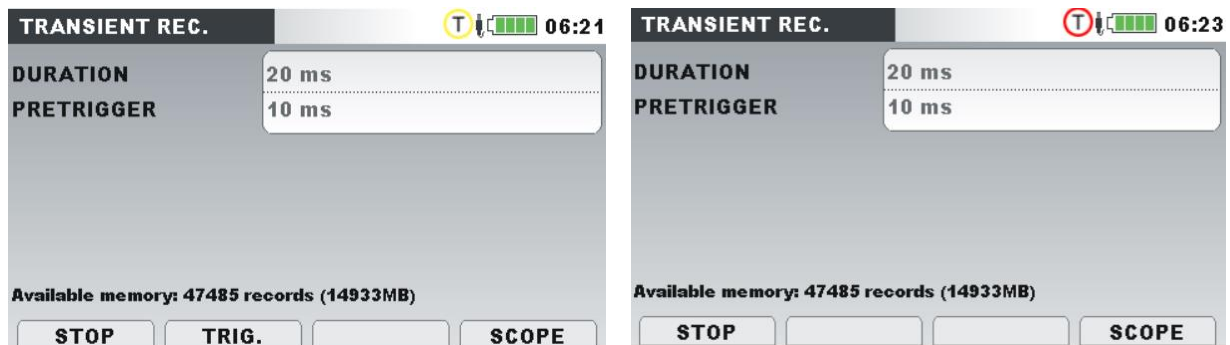 TRANSIENT REC. T 06:21
DURATION 20 ms
PRETRIGGER 10 ms
Available memory: 47485 records (14933MB)
STOP TRIG. SCOPE
TRANSIENT REC. T 06:23
DURATION 20 ms
PRETRIGGER 10 ms
Available memory: 47485 records (14933MB)
STOP SCOPE